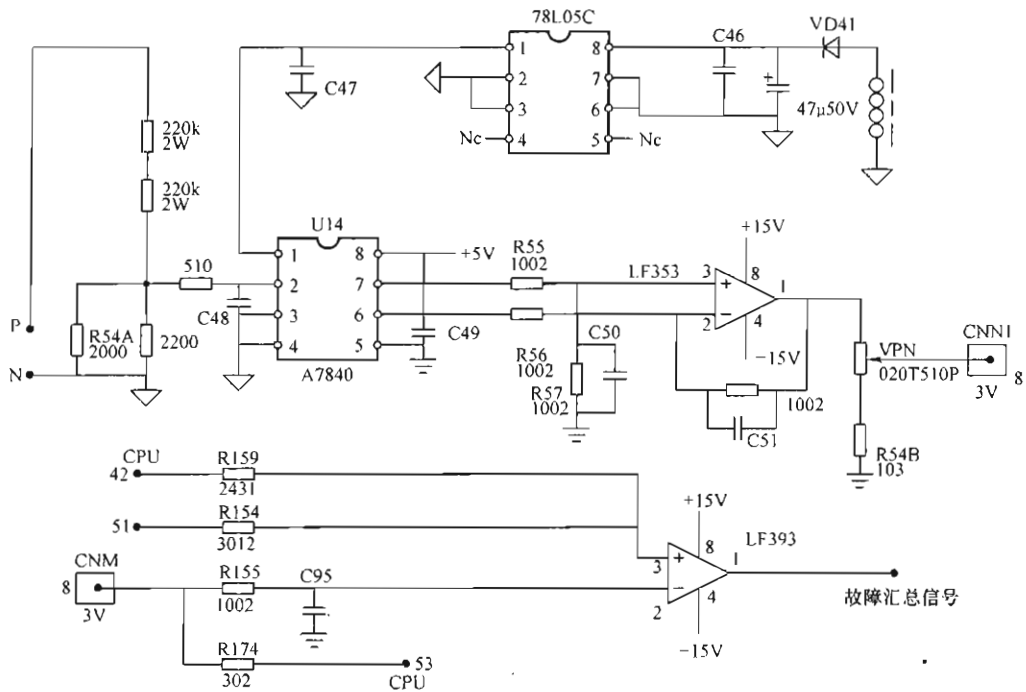 78L05C
1
2
3
Nc
4
8
7
6
5
Nc
C47
C46
VD41
+
47μ50V
220k
2W
220k
2W
510
P
N
R54A
2000
2200
C48
U14
1
2
3
4
8
7
6
5
A7840
+5V
C49
R55
1002
R56
1002
R57
1002
C50
LF353
3
+
−
2
8
4
1
+15V
−15V
1002
C51
VPN
020T510P
CNN1
8
3V
R54B
103
CPU
42
R159
2431
51
R154
3012
CNM
8
3V
R155
1002
C95
R174
302
53
CPU
+15V
3
+
−
2
8
4
1
LF393
−15V
故障汇总信号